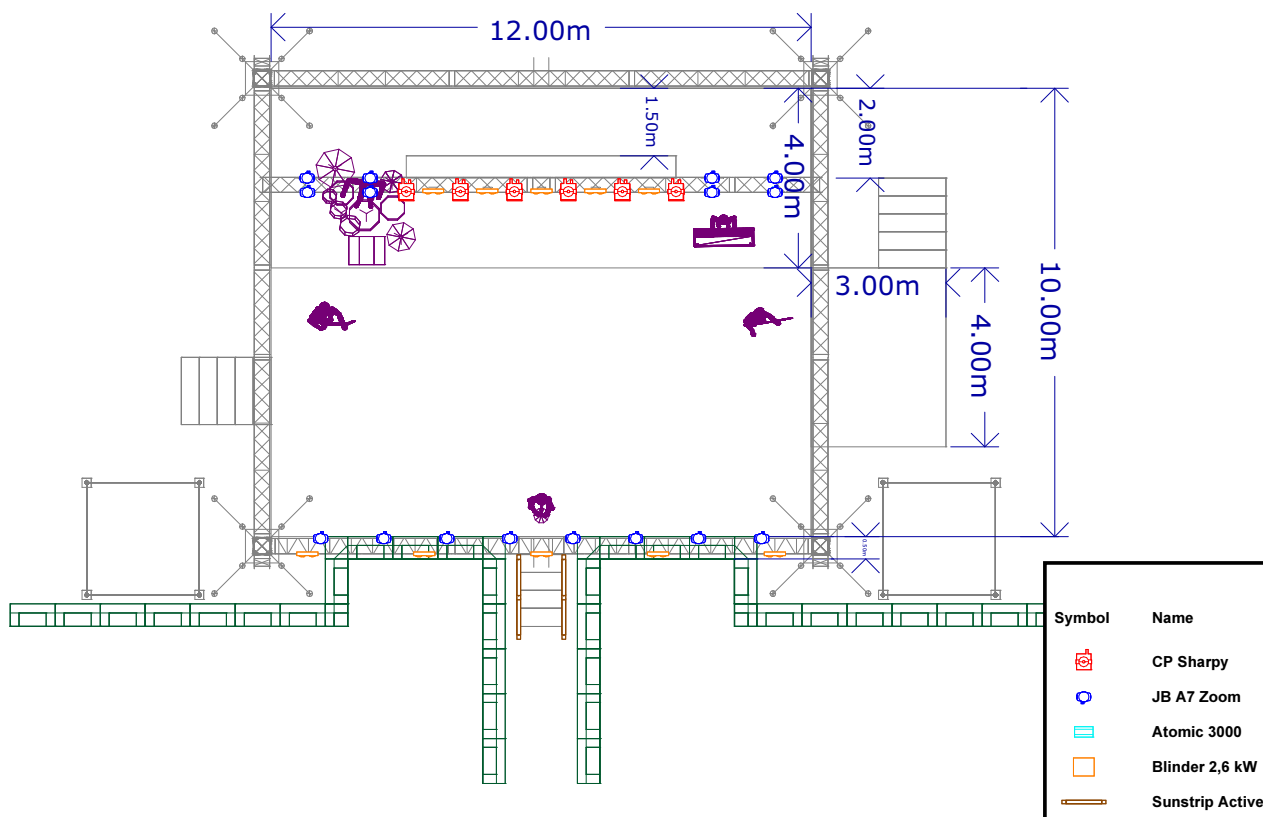 12.00m
1.50m
2.00m
4.00m
10.00m
3.00m
4.00m
0.50m
Symbol Name
CP Sharpy
JB A7 Zoom
Atomic 3000
Blinder 2,6 kW
Sunstrip Active